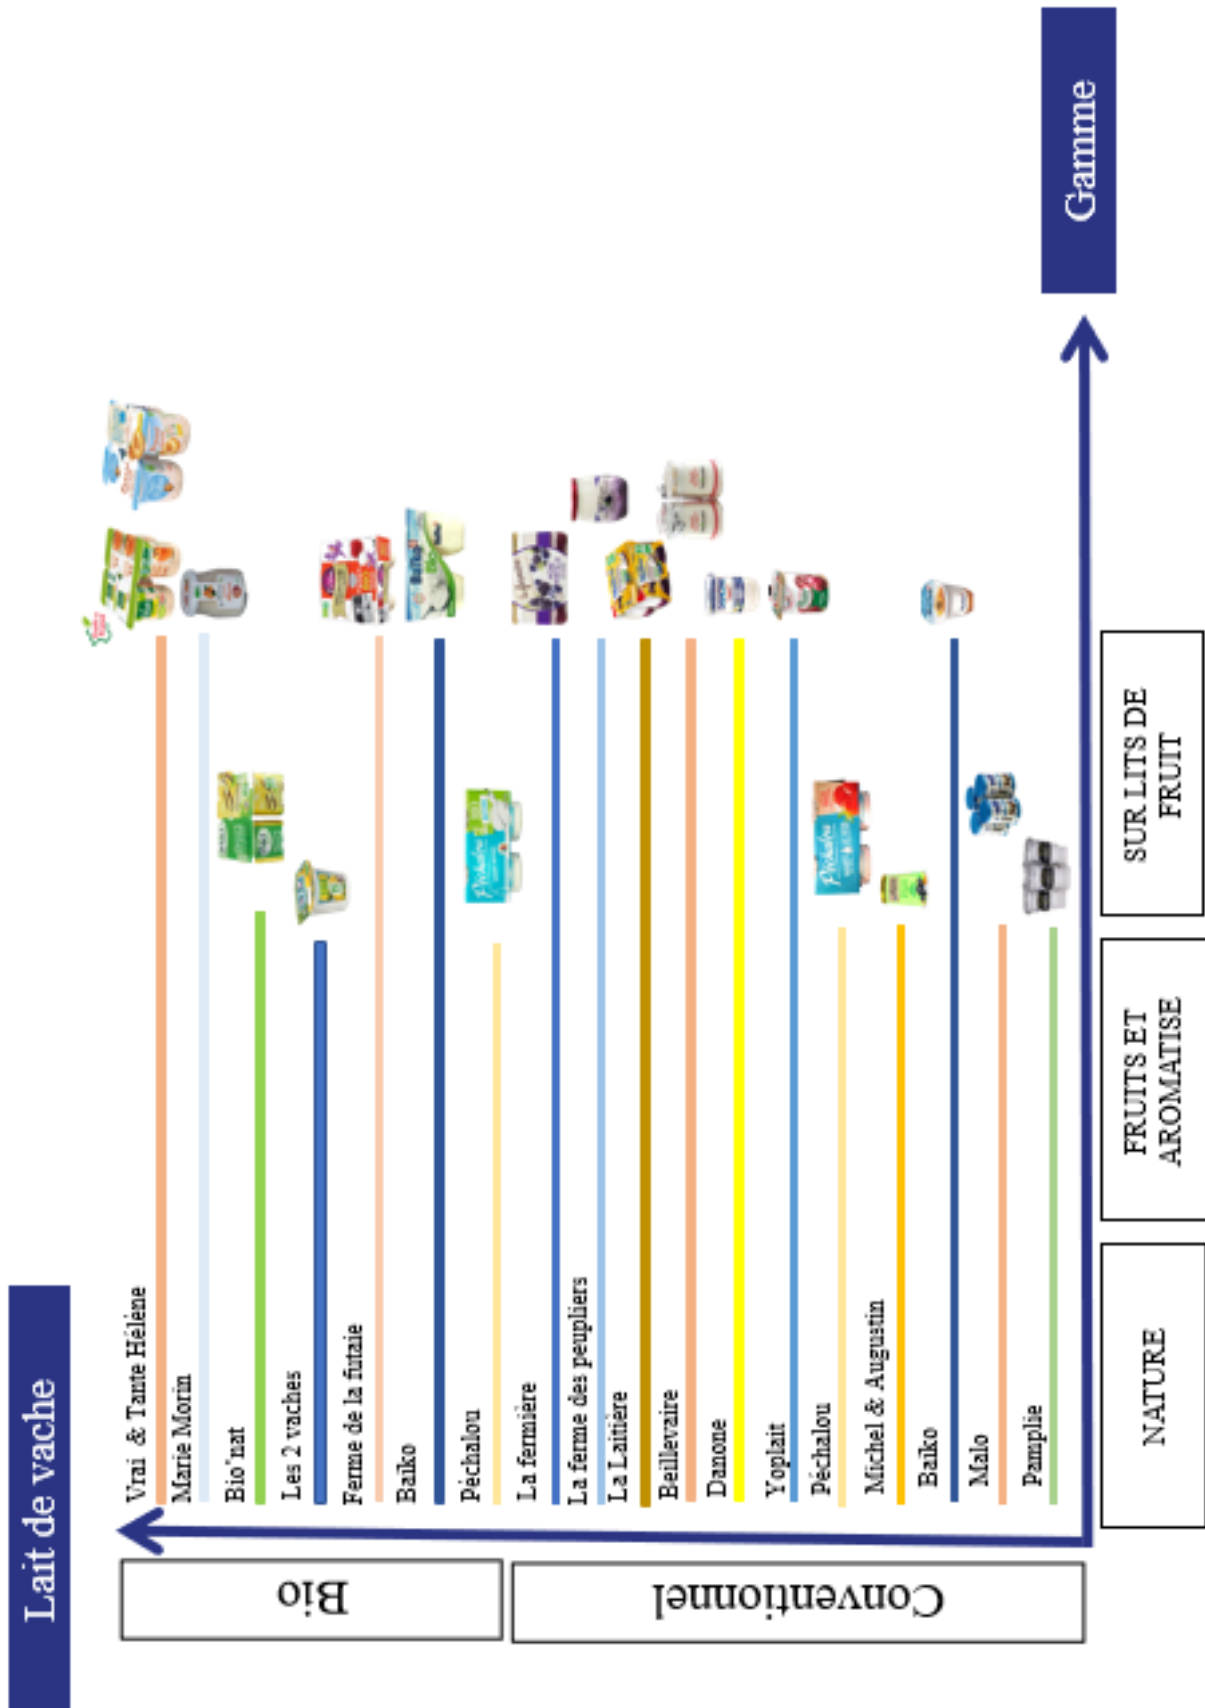 Lait de vache
Bio
Vrai & Tante Hélène
Marie Morin
Bio'nat
Les 2 vaches
Ferme de la futaie
Baïko
Péchalou
Conventionnel
La fermière
La ferme des peupliers
La Laitière
Beillevaire
Danone
Yoplait
Péchalou
Michel & Augustin
Baïko
Malo
Pamplie
NATURE
FRUITS ET
AROMATISE
SUR LITS DE
FRUIT
Gamme